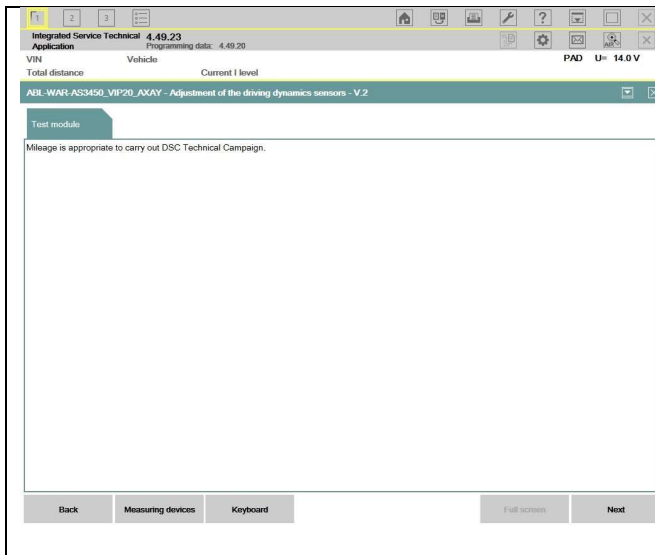 1 2 3
Integrated Service Technical 4.49.23
Application Programming data: 4.49.20
VIN Vehicle PAD U= 14.0 V
Total distance Current I level
ABL-WAR-AS3450_VIP20_AXAY - Adjustment of the driving dynamics sensors - V.2
Test module
Mileage is appropriate to carry out DSC Technical Campaign.
Back Measuring devices Keyboard Full screen Next